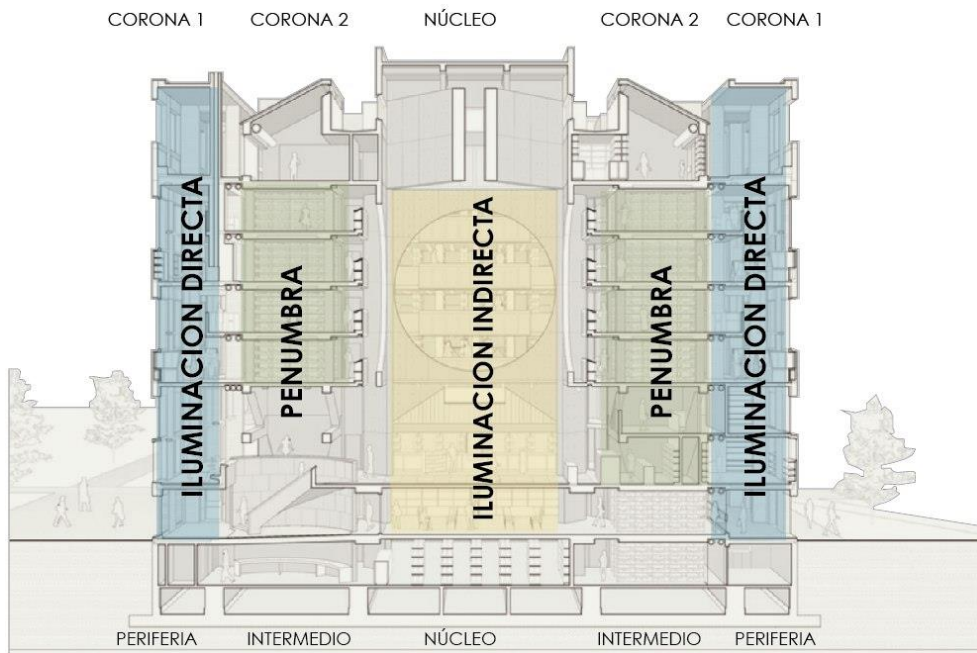 CORONA 1
CORONA 2
NÚCLEO
CORONA 2
CORONA 1
ILUMINACION DIRECTA
PENUMBRA
ILUMINACION INDIRECTA
PENUMBRA
ILUMINACION DIRECTA
PERIFERIA
INTERMEDIO
NÚCLEO
INTERMEDIO
PERIFERIA